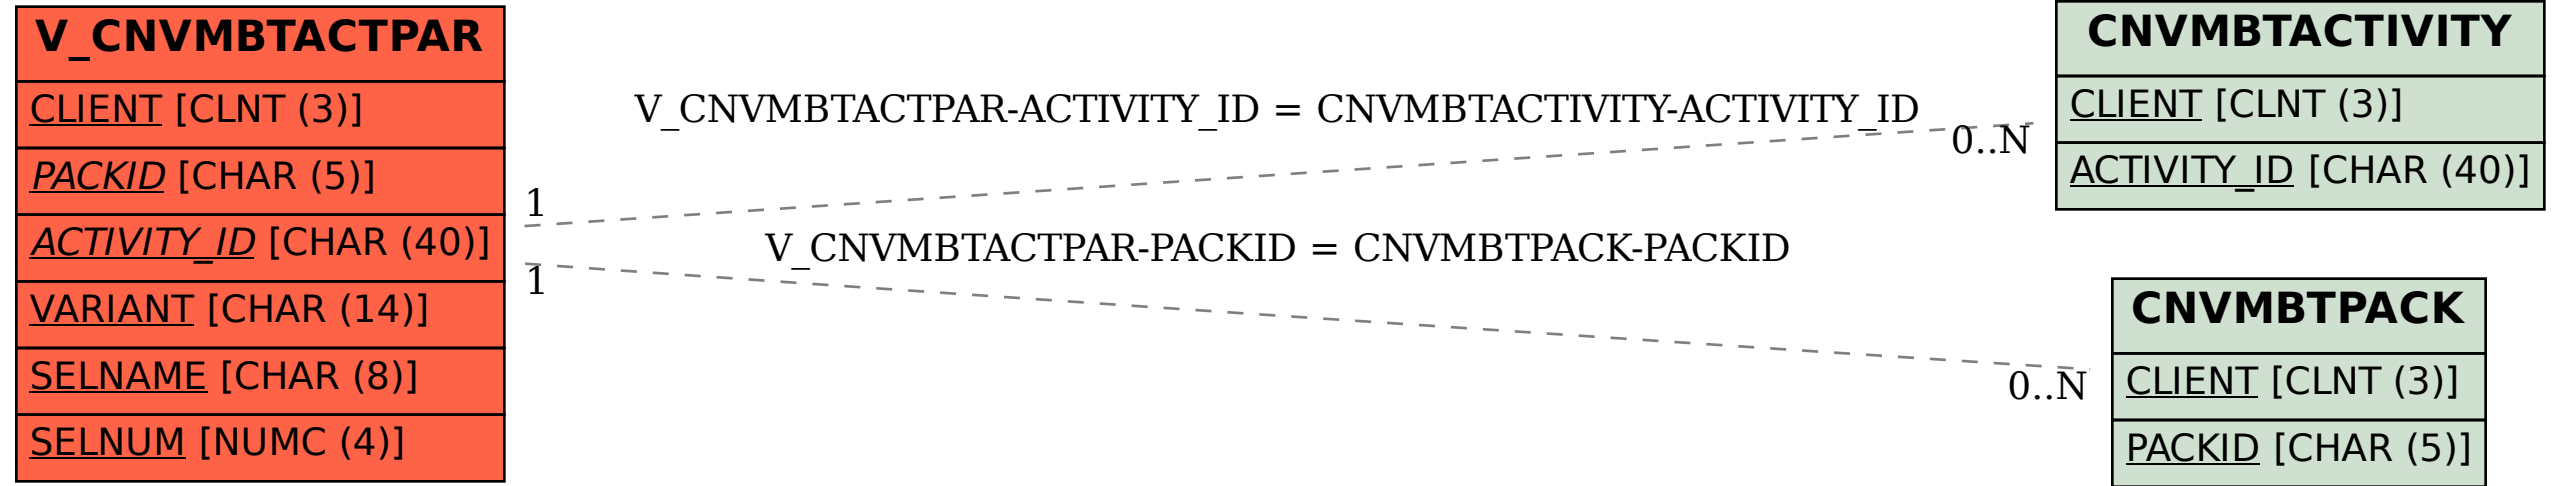 V_CNVMBTACTPAR
CLIENT [CLNT (3)]
PACKID [CHAR (5)]
ACTIVITY_ID [CHAR (40)]
VARIANT [CHAR (14)]
SELNAME [CHAR (8)]
SELNUM [NUMC (4)]
V_CNVMBTACTPAR-ACTIVITY_ID = CNVMBTACTIVITY-ACTIVITY_ID
1
0..N
V_CNVMBTACTPAR-PACKID = CNVMBTPACK-PACKID
1
0..N
CNVMBTACTIVITY
CLIENT [CLNT (3)]
ACTIVITY_ID [CHAR (40)]
CNVMBTPACK
CLIENT [CLNT (3)]
PACKID [CHAR (5)]